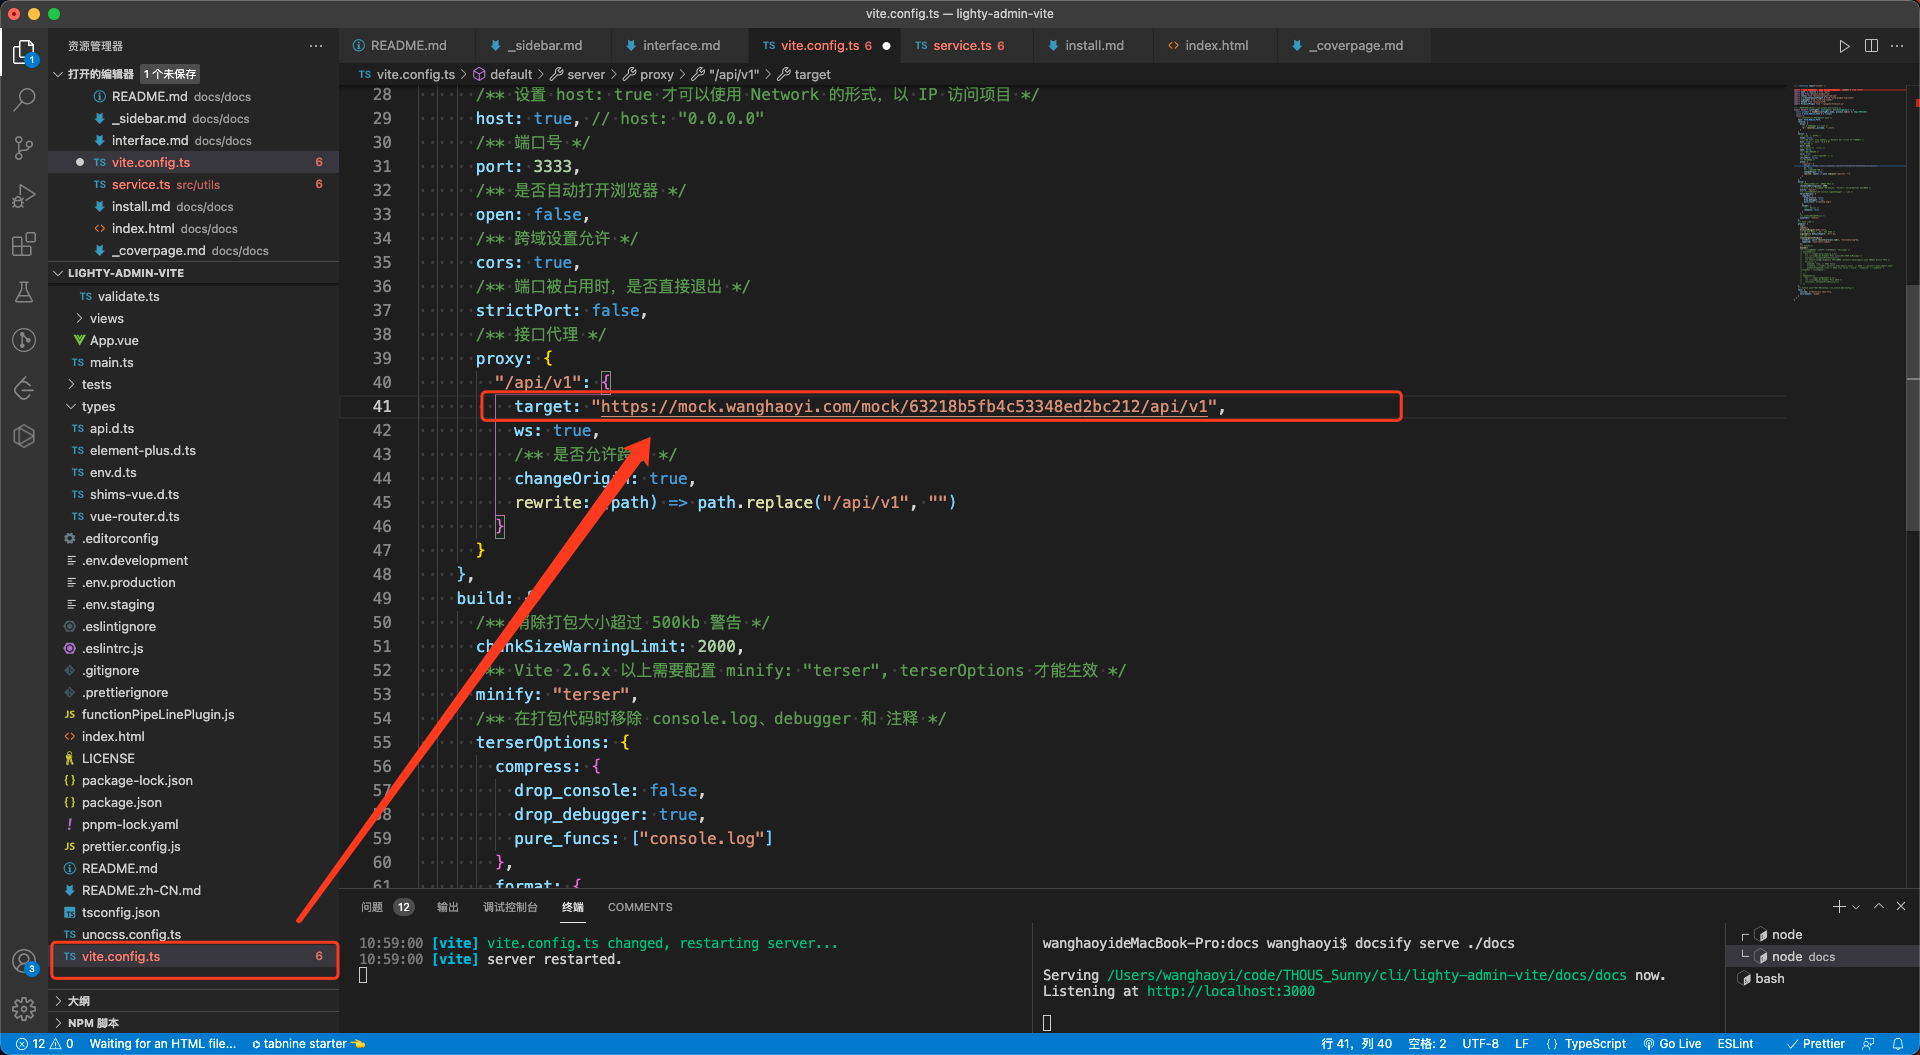 vite.config.ts — lighty-admin-vite
资源管理器
打开的编辑器 1 个未保存
README.md docs/docs
_sidebar.md docs/docs
interface.md docs/docs
vite.config.ts 6
service.ts src/utils 6
install.md docs/docs
index.html docs/docs
_coverpage.md docs/docs
LIGHTY-ADMIN-VITE
TS validate.ts
views
App.vue
TS main.ts
tests
types
TS api.d.ts
TS element-plus.d.ts
TS env.d.ts
TS shims-vue.d.ts
TS vue-router.d.ts
.editorconfig
.env.development
.env.production
.env.staging
.eslintignore
.eslintrc.js
.gitignore
.prettierignore
JS functionPipeLinePlugin.js
index.html
LICENSE
package-lock.json
package.json
pnpm-lock.yaml
JS prettier.config.js
README.md
README.zh-CN.md
tsconfig.json
TS unocss.config.ts
TS vite.config.ts 6
大纲
NPM 脚本
README.md _sidebar.md interface.md TS vite.config.ts 6 TS service.ts 6 install.md index.html _coverpage.md
TS vite.config.ts > default > server > proxy > "/api/v1" > target
28 /** 设置 host: true 才可以使用 Network 的形式，以 IP 访问项目 */
29 host: true, // host: "0.0.0.0"
30 /** 端口号 */
31 port: 3333,
32 /** 是否自动打开浏览器 */
33 open: false,
34 /** 跨域设置允许 */
35 cors: true,
36 /** 端口被占用时，是否直接退出 */
37 strictPort: false,
38 /** 接口代理 */
39 proxy: {
40 "/api/v1": {
41 target: "https://mock.wanghaoyi.com/mock/63218b5fb4c53348ed2bc212/api/v1",
42 ws: true,
43 /** 是否允许跨 */
44 changeOrigin: true,
45 rewrite: (path) => path.replace("/api/v1", "")
46 }
47 }
48 },
49 build: {
50 /** 消除打包大小超过 500kb 警告 */
51 chunkSizeWarningLimit: 2000,
52 /** Vite 2.6.x 以上需要配置 minify: "terser", terserOptions 才能生效 */
53 minify: "terser",
54 /** 在打包代码时移除 console.log、debugger 和 注释 */
55 terserOptions: {
56 compress: {
57 drop_console: false,
58 drop_debugger: true,
59 pure_funcs: ["console.log"]
60 },
61 format: {
问题 12 输出 调试控制台 终端 COMMENTS
10:59:00 [vite] vite.config.ts changed, restarting server...
10:59:00 [vite] server restarted.
wanghaoyideMacBook-Pro:docs wanghaoyi$ docsify serve ./docs
Serving /Users/wanghaoyi/code/THOUS_Sunny/cli/lighty-admin-vite/docs/docs now.
Listening at http://localhost:3000
node
node docs
bash
12 0 Waiting for an HTML file... tabnine starter
行 41，列 40 空格: 2 UTF-8 LF {} TypeScript Go Live ESLint Prettier